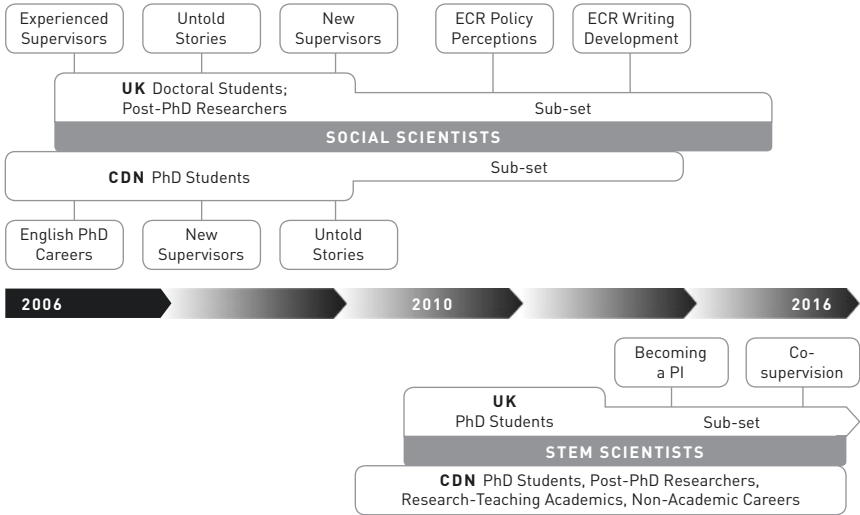 Experienced
Supervisors
Untold
Stories
New
Supervisors
ECR Policy
Perceptions
ECR Writing
Development
UK Doctoral Students;
Post-PhD Researchers
Sub-set
SOCIAL SCIENTISTS
CDN PhD Students
Sub-set
English PhD
Careers
New
Supervisors
Untold
Stories
2006
2010
2016
Becoming
a PI
Co-
supervision
UK
PhD Students
Sub-set
STEM SCIENTISTS
CDN PhD Students, Post-PhD Researchers,
Research-Teaching Academics, Non-Academic Careers